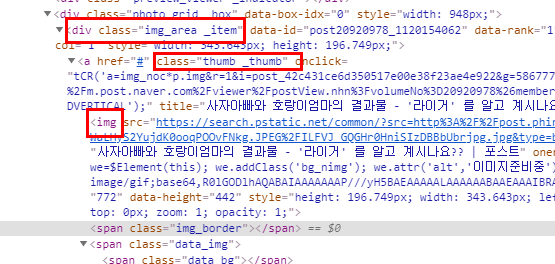 ▼<div class="photo_grid _box" data-box-idx="0" style="width: 948px;">
▼<div class="img_area _item" data-id="post20920978_1120154062" data-rank="1
col="1" style="width: 343.645px; height: 196.749px;">
▼<a href="#" class="thumb _thumb" onclick=
"tCR('a=img_noc*p.img&r=1&i=post_42c431ce6d350517e00e38f23ae4e922&g=586777
%2Fm.post.naver.com%2Fviewer%2FpostView.nhn%3FvolumeNo%3D20920978%26member
DVERTICAL');" title="사자아빠와 호랑이엄마의 결과물 - '라이거' 를 알고 계시나요?
<img src="https://search.pstatic.net/common/?src=http%3A%2F%2Fpost.phin
"사자아빠와 호랑이엄마의 결과물 - '라이거' 를 알고 계시나요?? | 포스트" oner
we=$Element(this); we.addClass('bg_nimg'); we.attr('alt','이미지준비중')
image/gif;base64,
"772" data-height="442" style="height: 196.749px; width: 343.643px; left
top: 0px; zoom: 1; opacity: 1;">
<span class="img_border"></span> == $0
▼<span class="data_img">
<span class="data_bg"></span>